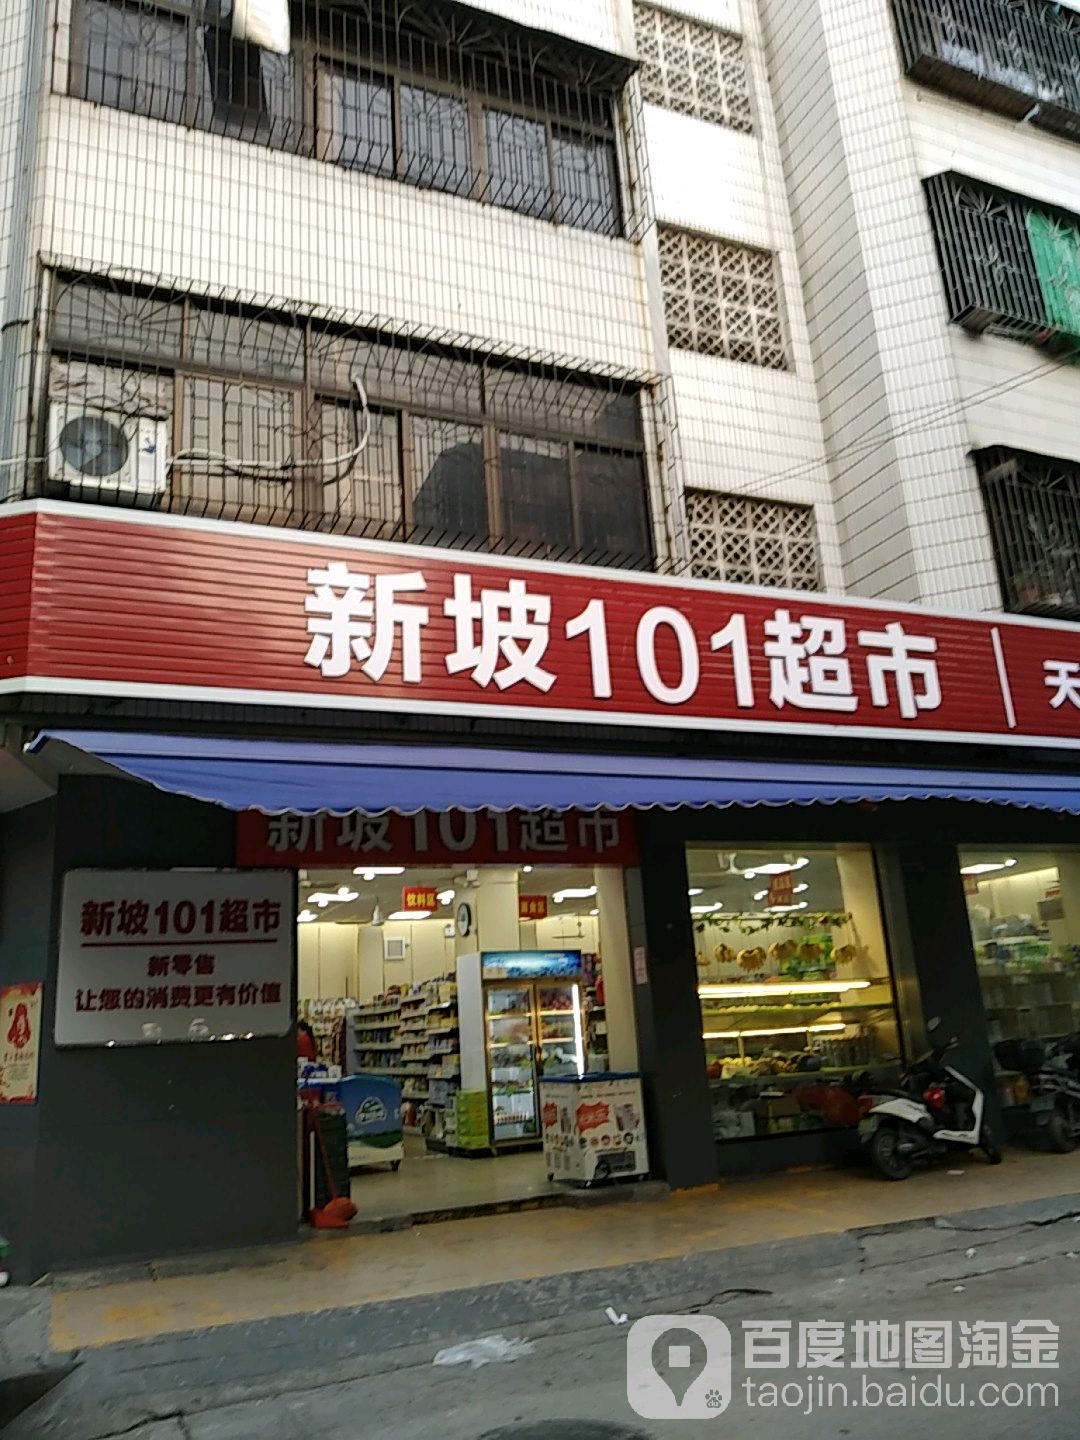 新坡101超市 | 天
新坡101超市
新坡101超市
新零售
让您的消费更有价值
饮料区
百度地图淘金
taojin.baidu.com